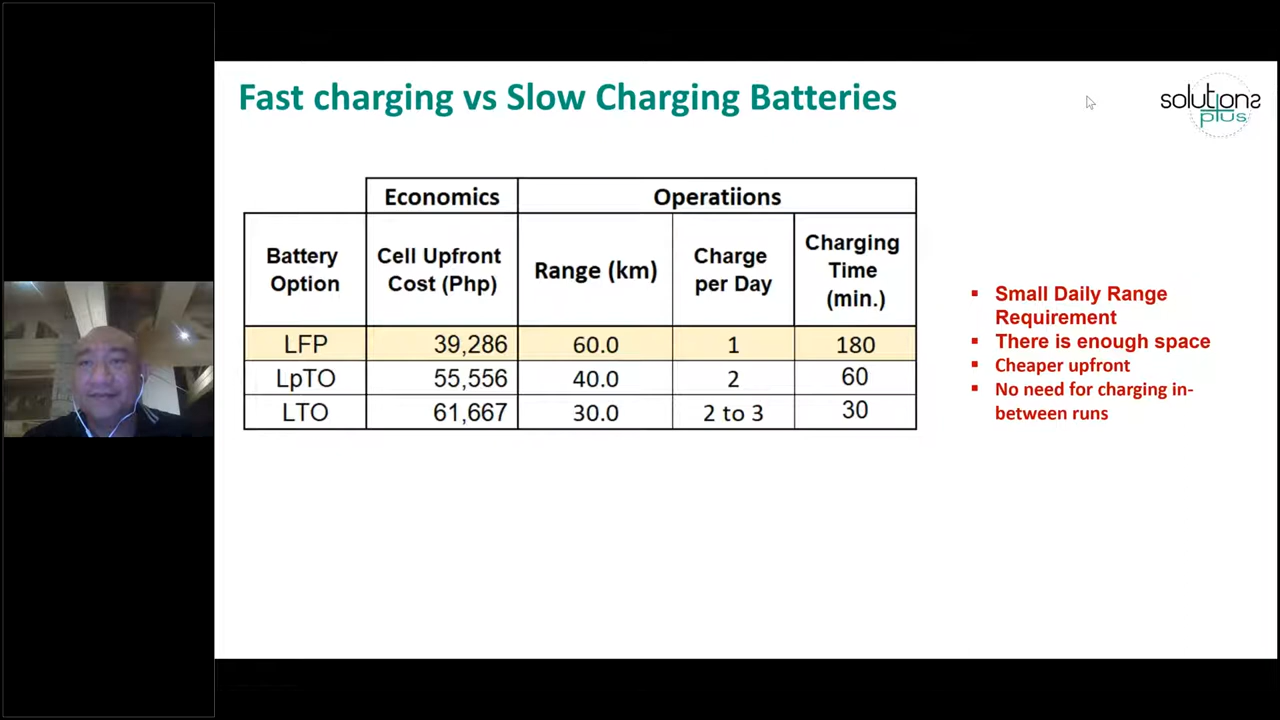 Fast charging vs Slow Charging Batteries
solutions
plus
Economics
Operatiions
Battery
Option
Cell Upfront
Cost (Php)
Range (km)
Charge
per Day
Charging
Time
(min.)
LFP 39,286 60.0 1 180
LpTO 55,556 40.0 2 60
LTO 61,667 30.0 2 to 3 30
▪ Small Daily Range
Requirement
▪ There is enough space
▪ Cheaper upfront
▪ No need for charging in-
between runs